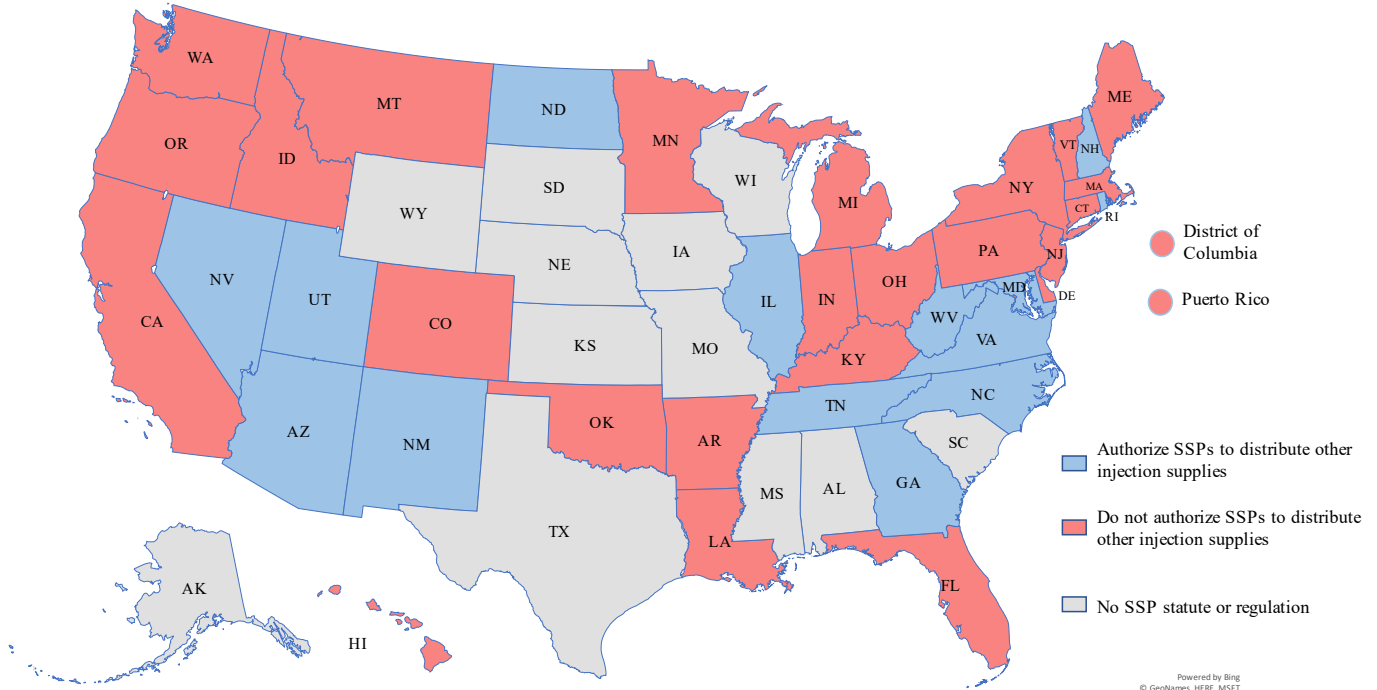 WA
MT
ND
MN
ME
OR
ID
VT
NH
SD
WI
NY
MA
WY
MI
CT
RI
IA
PA
NJ
NE
NV
UT
OH
MD
DE
IL
IN
CO
WV
CA
VA
KS
MO
KY
NC
TN
AZ
OK
NM
AR
SC
GA
MS
AL
TX
LA
AK
FL
HI
District of
Columbia
Puerto Rico
Authorize SSPs to distribute other
injection supplies
Do not authorize SSPs to distribute
other injection supplies
No SSP statute or regulation
Powered by Bing
© GeoNames, HERE, MSFT